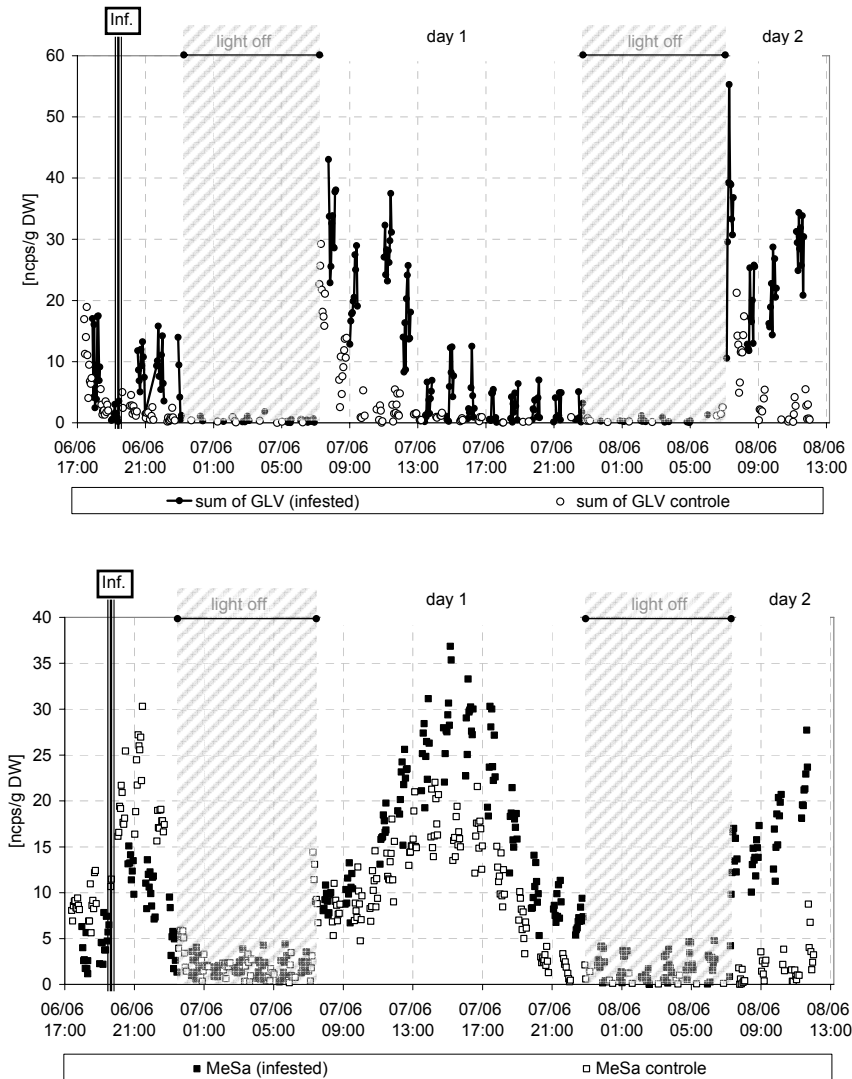 Inf.
light off
day 1
light off
day 2
60
50
40
30
20
10
0
[ncps/g DW]
06/06 06/06 07/06 07/06 07/06 07/06 07/06 07/06 08/06 08/06 08/06 08/06
17:00 21:00 01:00 05:00 09:00 13:00 17:00 21:00 01:00 05:00 09:00 13:00
sum of GLV (infested) sum of GLV controle
Inf.
light off
day 1
light off
day 2
40
35
30
25
20
15
10
5
0
[ncps/g DW]
06/06 06/06 07/06 07/06 07/06 07/06 07/06 07/06 08/06 08/06 08/06 08/06
17:00 21:00 01:00 05:00 09:00 13:00 17:00 21:00 01:00 05:00 09:00 13:00
MeSa (infested) MeSa controle